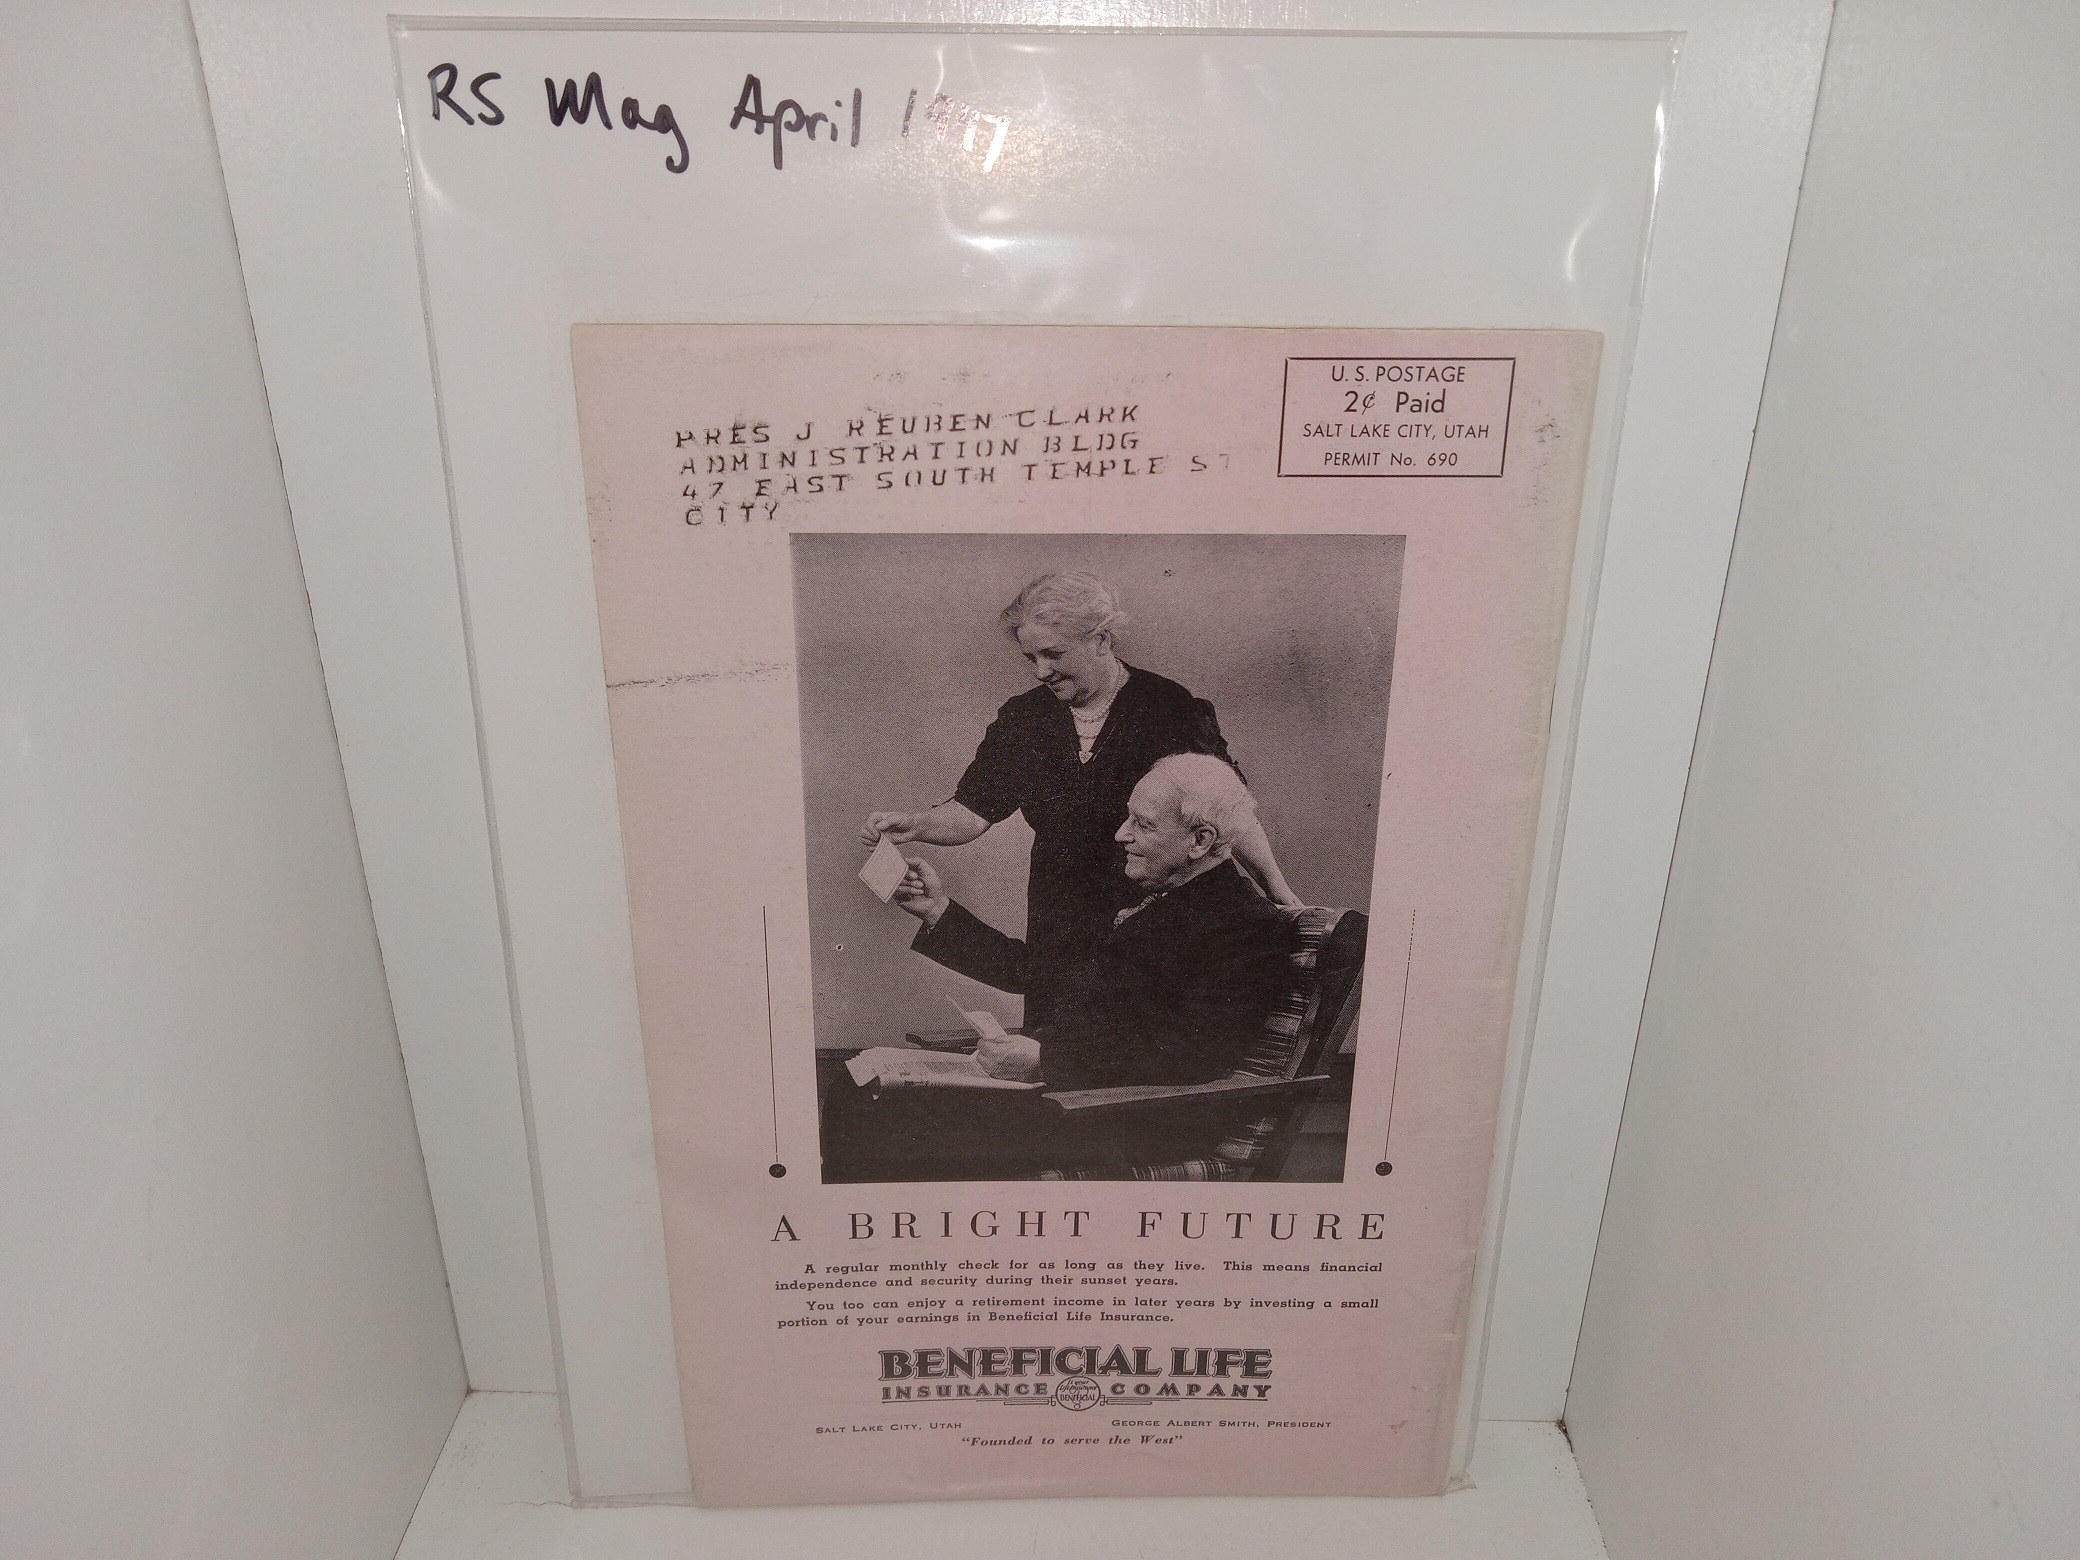 RS Mag April 1947
PRES J REUBEN CLARK
ADMINISTRATION BLDG
47 EAST SOUTH TEMPLE ST
CITY
U. S. POSTAGE
2¢ Paid
SALT LAKE CITY, UTAH
PERMIT No. 690
A BRIGHT FUTURE
A regular monthly check for as long as they live. This means financial
independence and security during their sunset years.
You too can enjoy a retirement income in later years by investing a small
portion of your earnings in Beneficial Life Insurance.
BENEFICIAL LIFE
INSURANCE COMPANY
BENEFICIAL
SALT LAKE CITY, UTAH
GEORGE ALBERT SMITH, PRESIDENT
"Founded to serve the West"